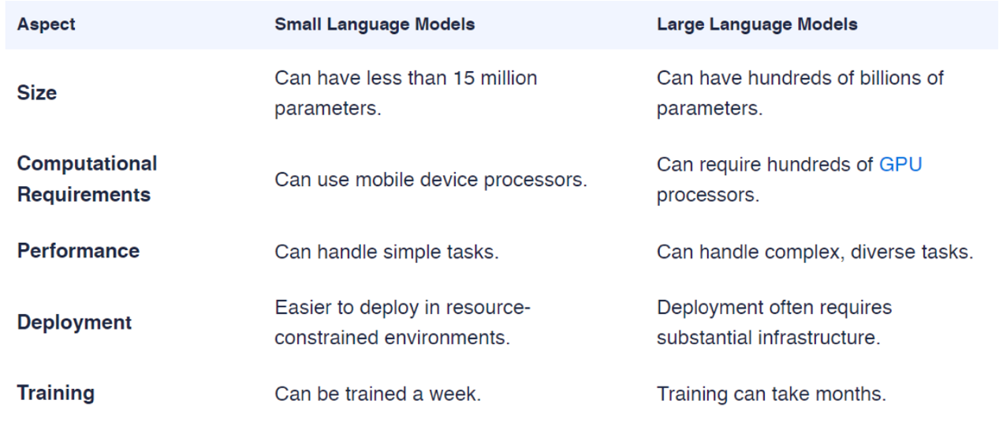 Aspect Small Language Models Large Language Models
Size
Can have less than 15 million
parameters.
Can have hundreds of billions of
parameters.
Computational
Requirements
Can use mobile device processors.
Can require hundreds of GPU
processors.
Performance
Can handle simple tasks.
Can handle complex, diverse tasks.
Deployment
Easier to deploy in resource-
constrained environments.
Deployment often requires
substantial infrastructure.
Training
Can be trained a week.
Training can take months.